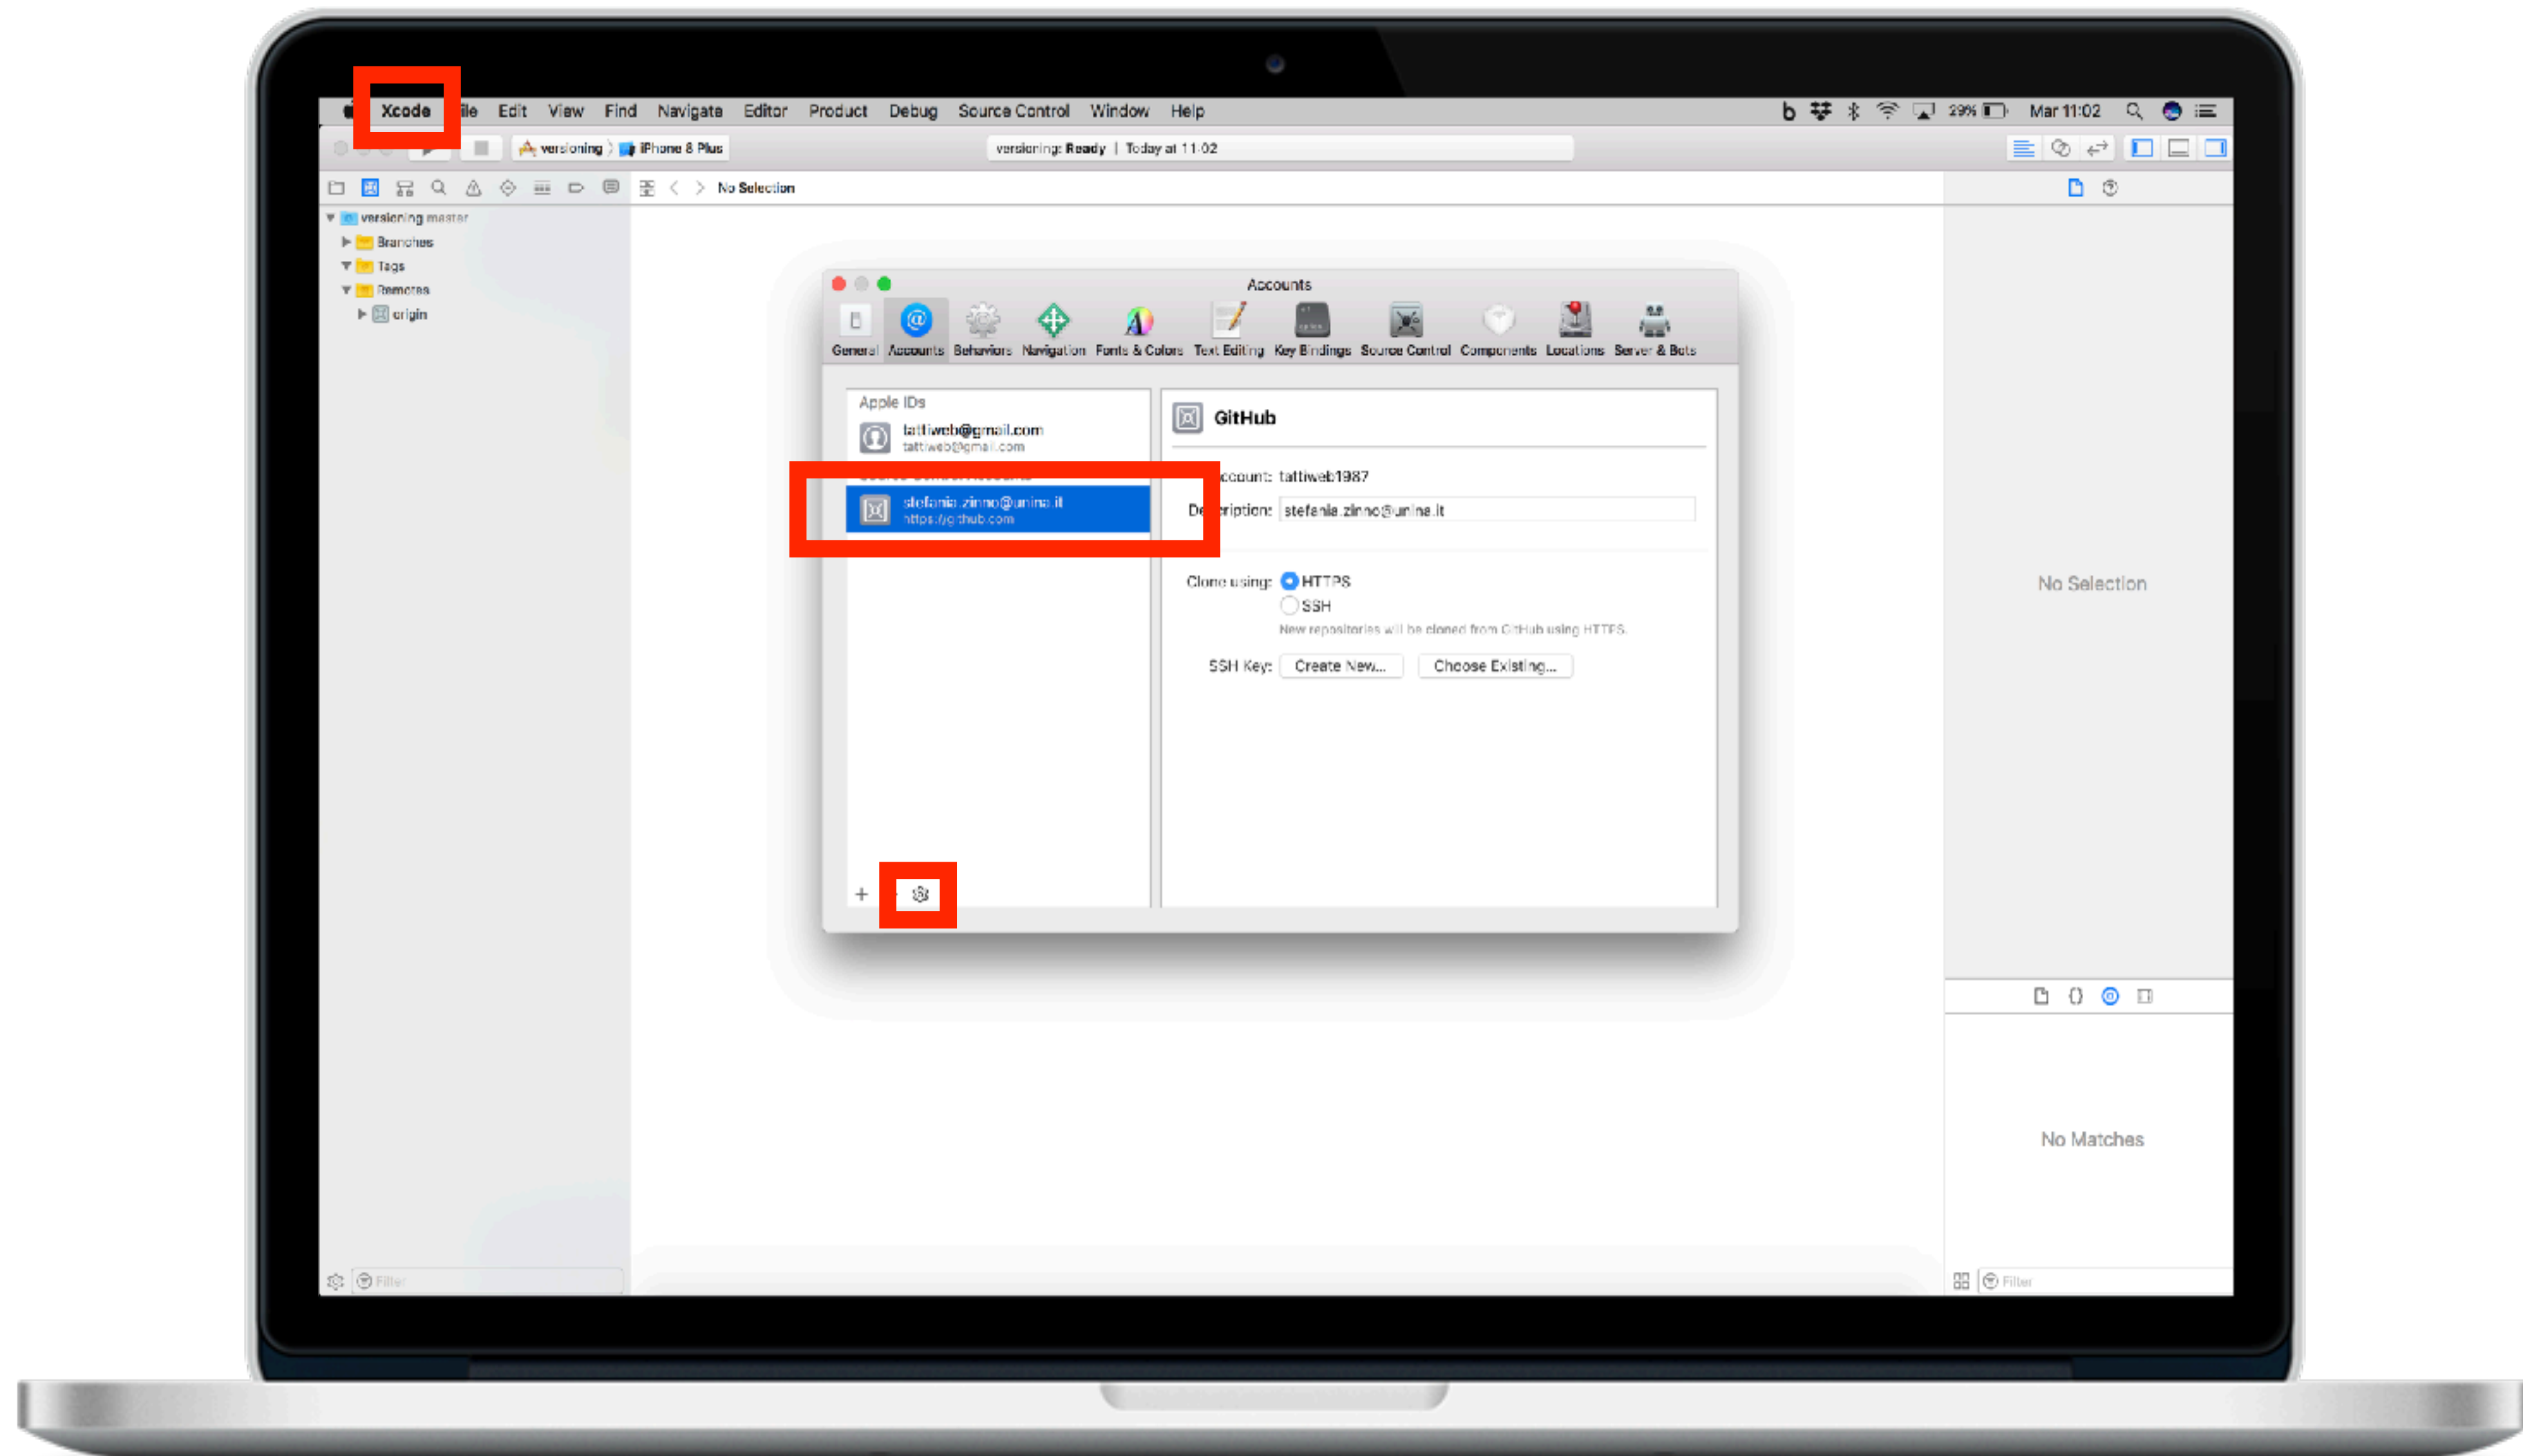 Xcode File Edit View Find Navigate Editor Product Debug Source Control Window Help 29% Mar 11:02
versioning iPhone 8 Plus versioning: Ready | Today at 11:02
No Selection
versioning master
Branches
Tags
Remotes
origin
Accounts
General Accounts Behaviors Navigation Fonts & Colors Text Editing Key Bindings Source Control Components Locations Server & Bots
Apple IDs
tattiweb@gmail.com
tattiweb@gmail.com
stefania.zinno@unina.it
https://github.com
GitHub
account: tattiweb1987
Description: stefania.zinno@unina.it
Clone using: HTTPS
SSH
New repositories will be cloned from GitHub using HTTPS.
SSH Key: Create New... Choose Existing...
No Selection
No Matches
Filter
Filter